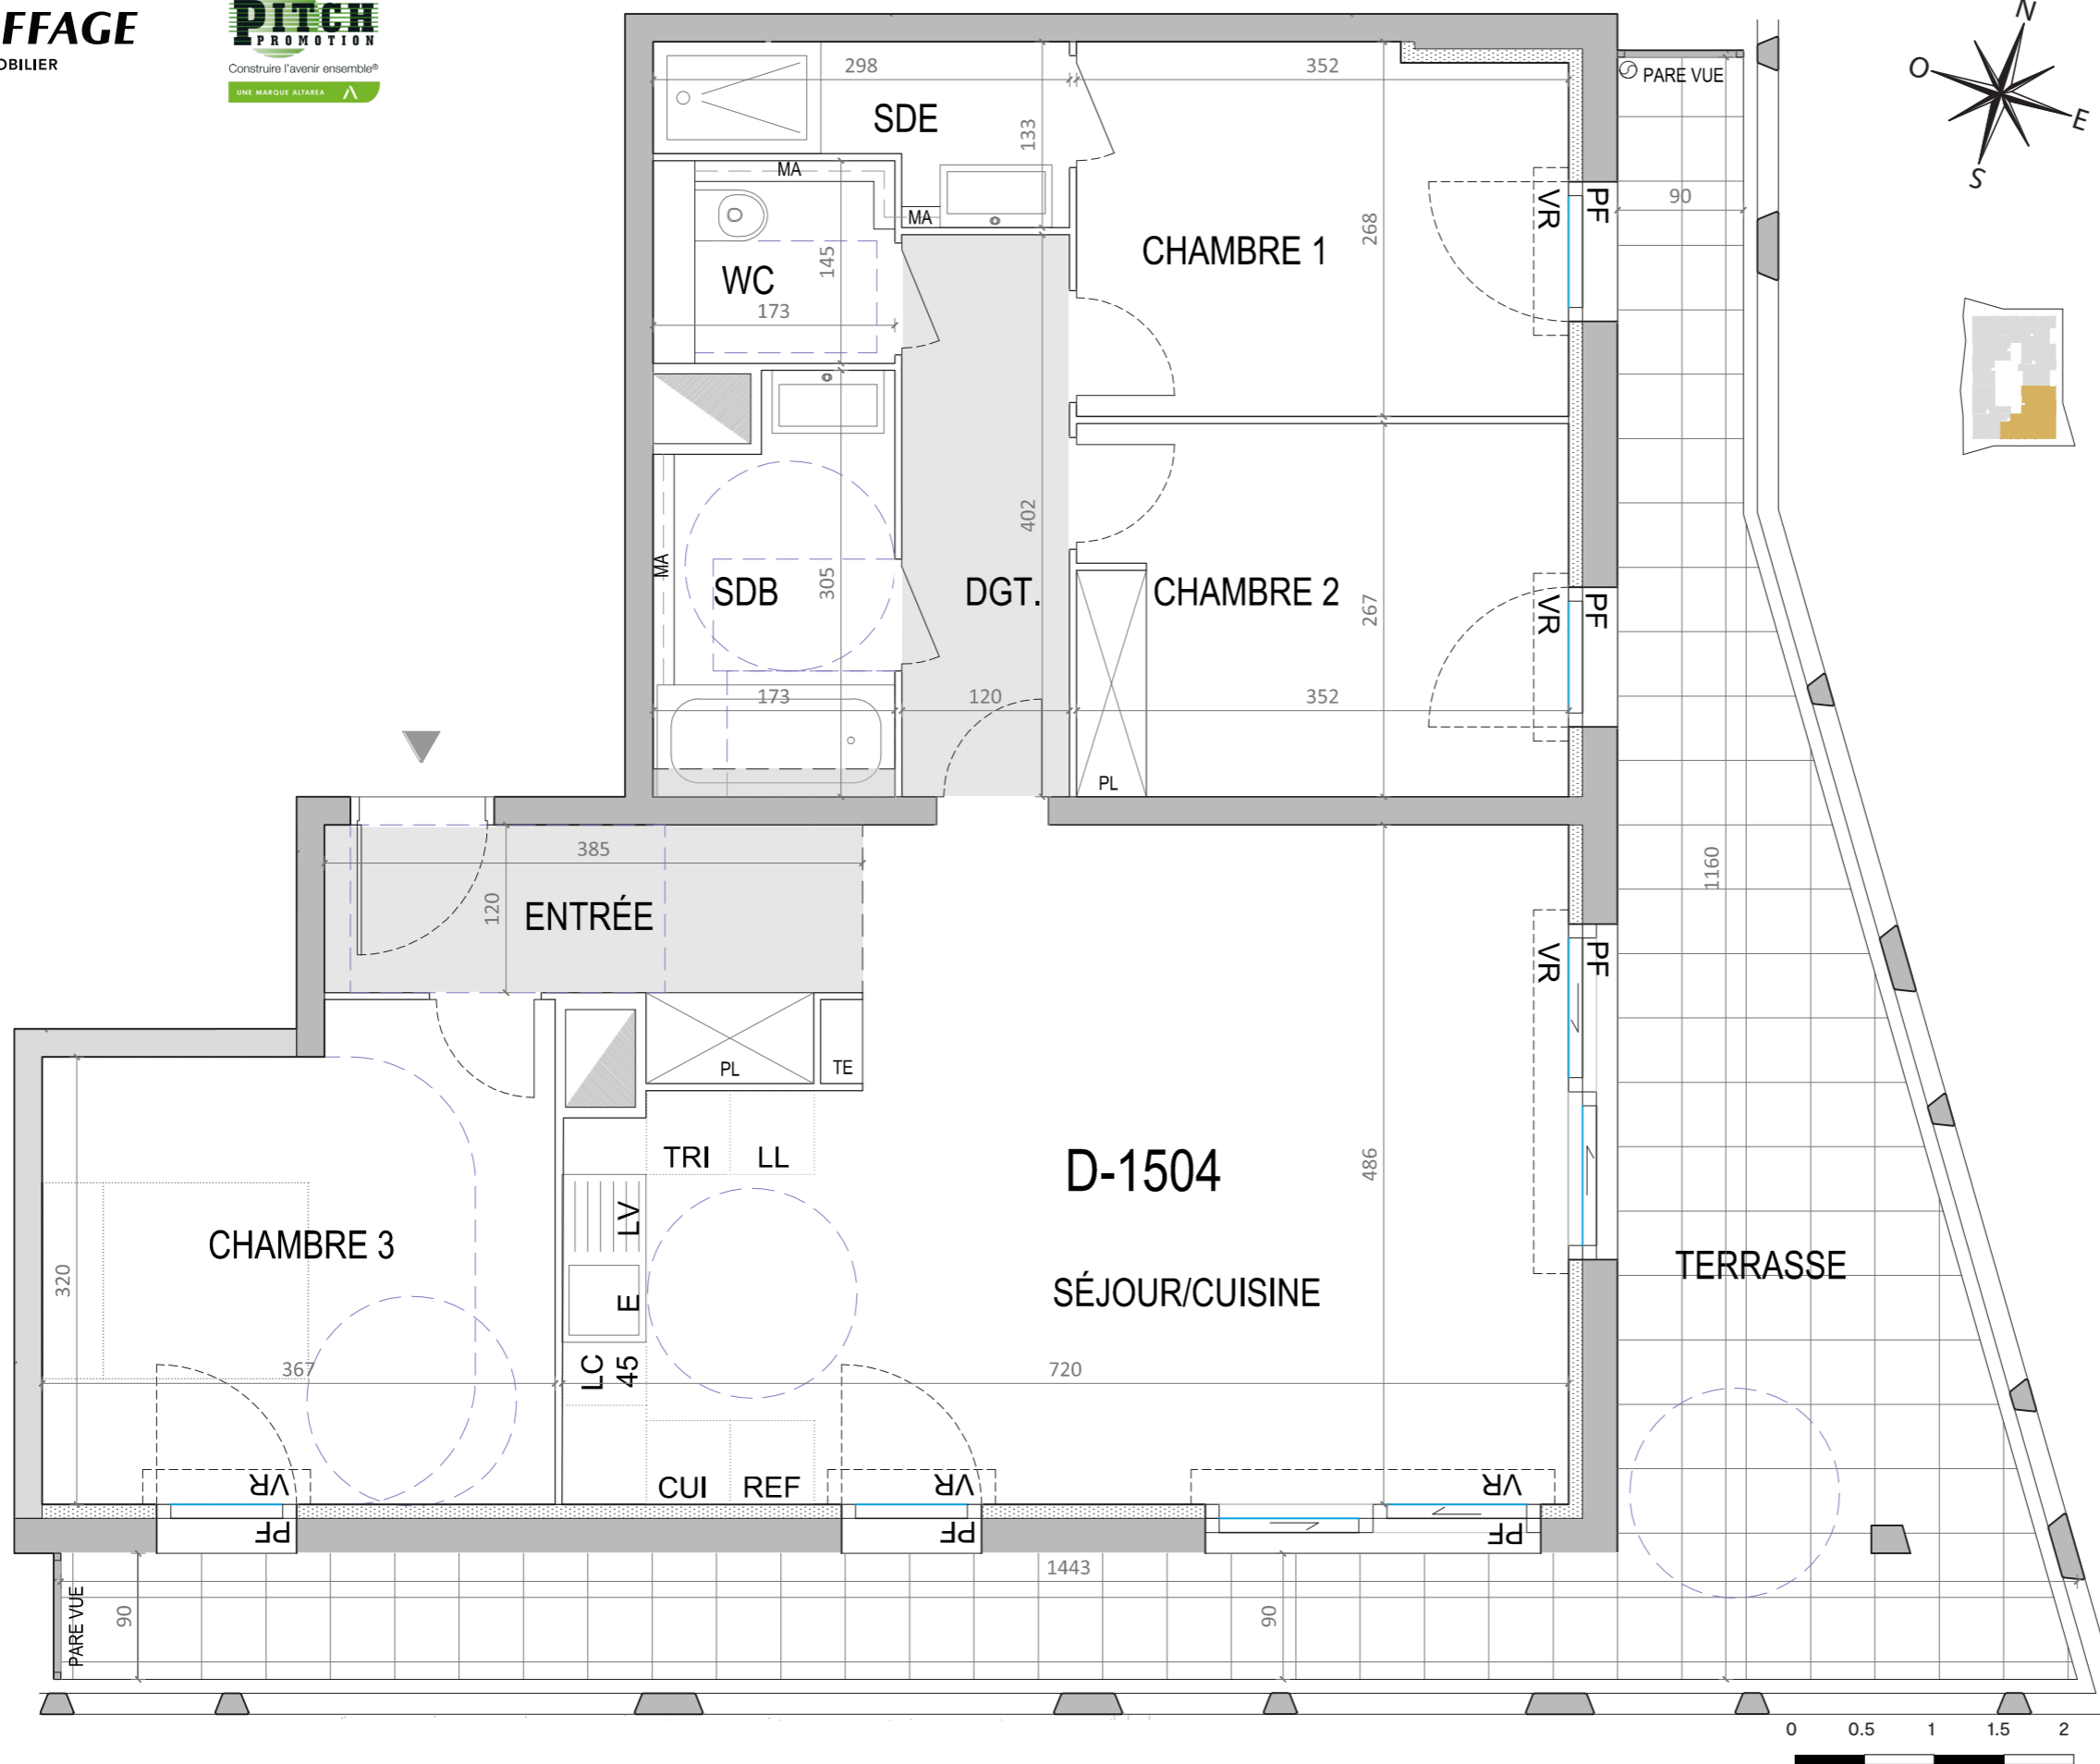 FFAGE
OBILIER
PITCH
PROMOTION
Construire l'avenir ensemble®
UNE MARQUE ALTAREA
N
O
E
S
298
352
PARE VUE
SDE
133
MA
MA
90
VR
PF
268
CHAMBRE 1
WC
145
173
402
SDB
MA
305
DGT.
CHAMBRE 2
267
VR
PF
173
120
352
PL
385
120
ENTRÉE
1160
VR
PF
PL
TE
TRI
LL
D-1504
486
LV
CHAMBRE 3
320
E
SÉJOUR/CUISINE
TERRASSE
367
LC
45
720
CUI
REF
VR
VR
VR
PF
PF
PF
1443
PARE VUE
90
90
0 0.5 1 1.5 2